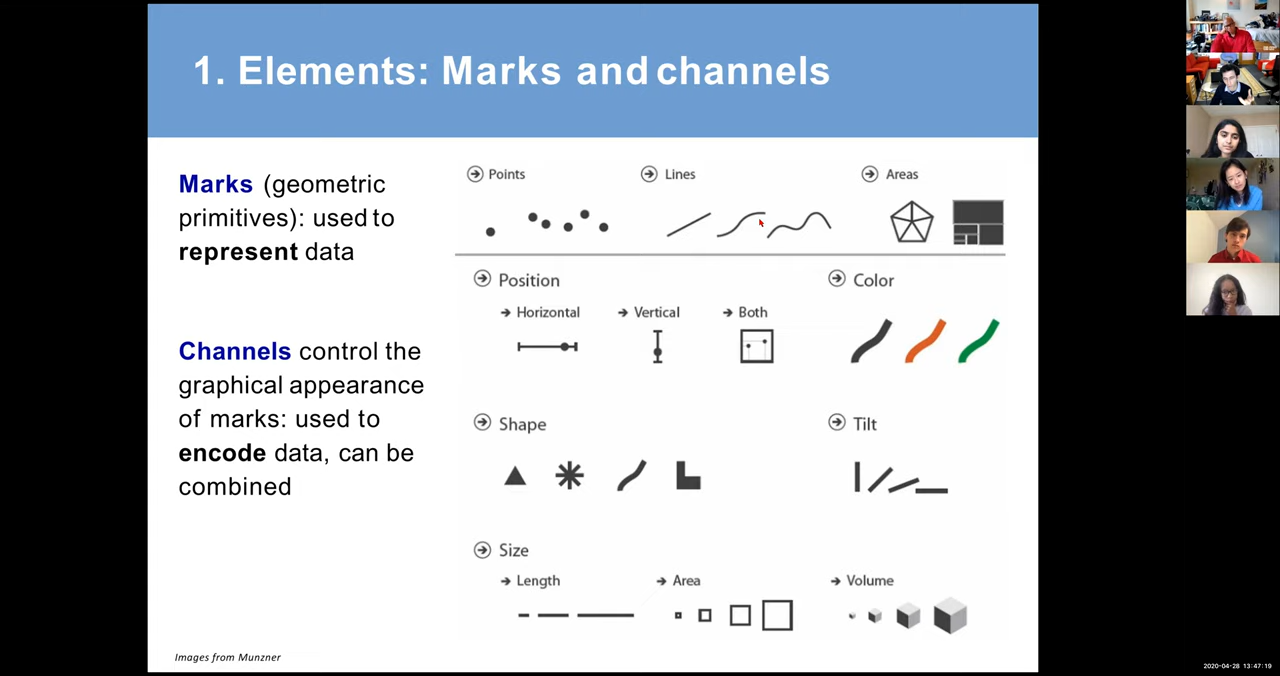 1. Elements: Marks and channels
Marks (geometric
primitives): used to
represent data
Channels control the
graphical appearance
of marks: used to
encode data, can be
combined
Points
Lines
Areas
Position
Horizontal
Vertical
Both
Color
Shape
Tilt
Size
Length
Area
Volume
Images from Munzner
2020-04-28 13:47:19